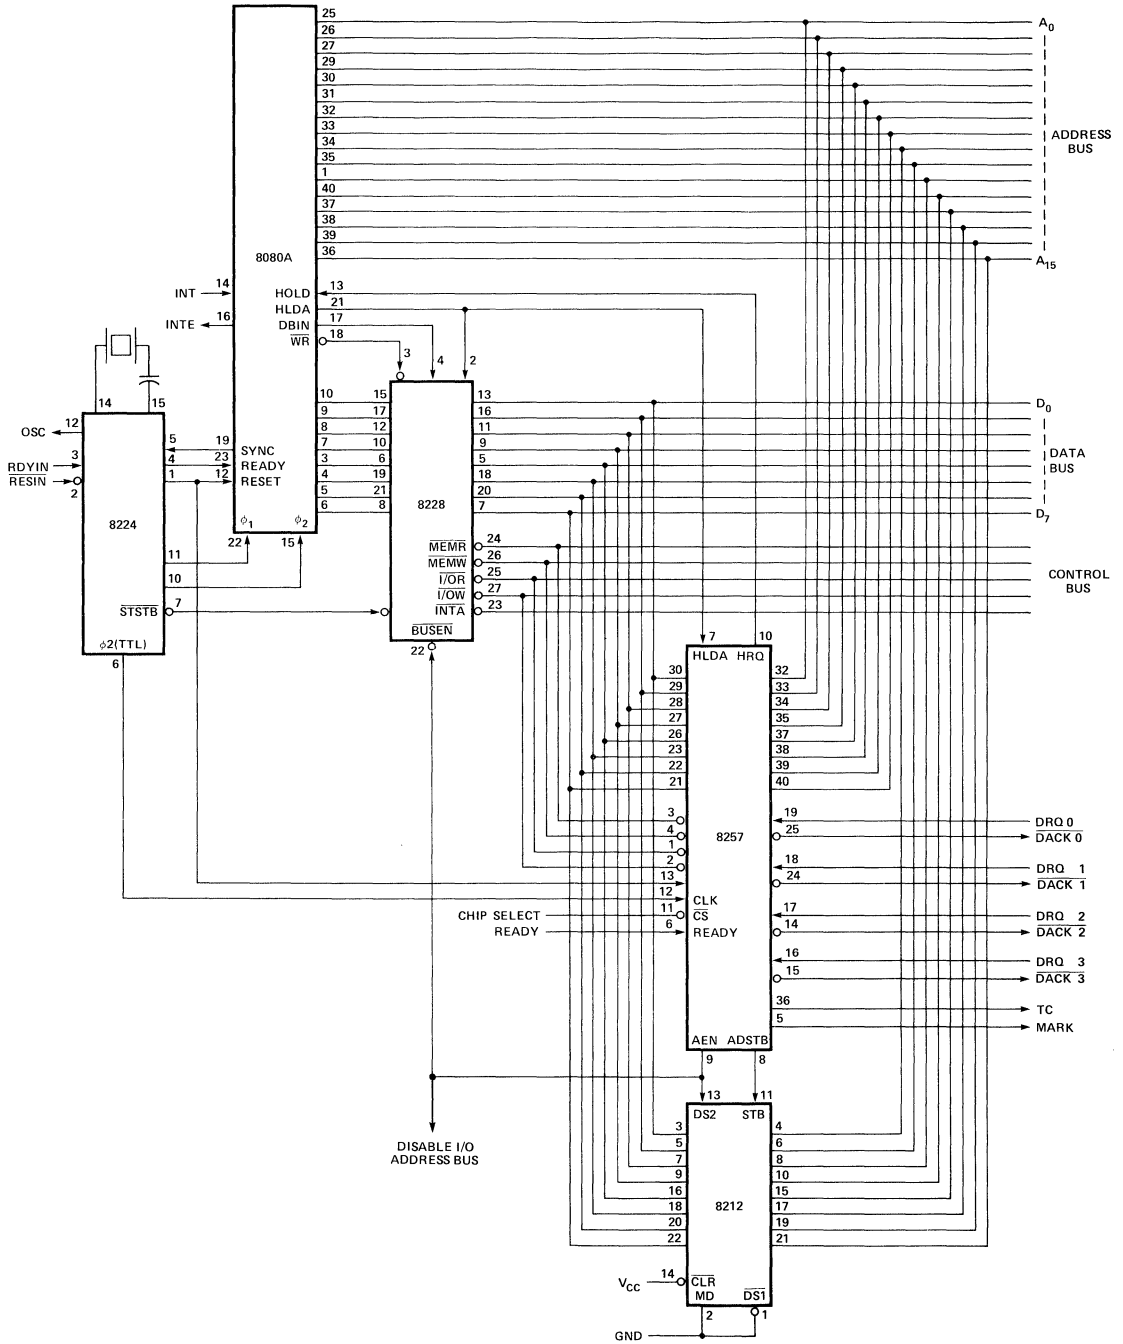 25
26 A0
27
29
30
31
32
33 ADDRESS
34 BUS
35
1
40
37
38
39
8080A 36 A15
INT 14 HOLD 13
HLDA 21
INTE 16 DBIN 17
WR 18
3 4 2
14 15
10 15 13 D0
12 9 17 16
OSC 8 12 11
5 19 SYNC 7 10 9 DATA
RDYIN 3 4 23 READY 3 6 5 BUS
RESIN 1 12 RESET 4 19 18
2 5 21 20
8224 8228
φ1 φ2 6 8 7 D7
22 15
MEMR 24
11 MEMW 26
10 I/OR 25 CONTROL
I/OW 27 BUS
STSTB 7 INTA 23
BUSEN
φ2(TTL) 22
6
7 10
HLDA HRQ
30 32
29 33
28 34
27 35
26 37
23 38
22 39
21 40
3 19 DRQ 0
4 8257 25 DACK 0
1
2 18 DRQ 1
13 24 DACK 1
12 CLK
CHIP SELECT 11 CS 17 DRQ 2
READY 6 READY 14 DACK 2
16 DRQ 3
15 DACK 3
36 TC
5 MARK
AEN ADSTB
9 8
13 11
DS2 STB
3 4
DISABLE I/O 5 6
ADDRESS BUS 7 8
9 10
16 15
18 8212 17
20 19
22 21
VCC 14 CLR
MD DS1
2 1
GND